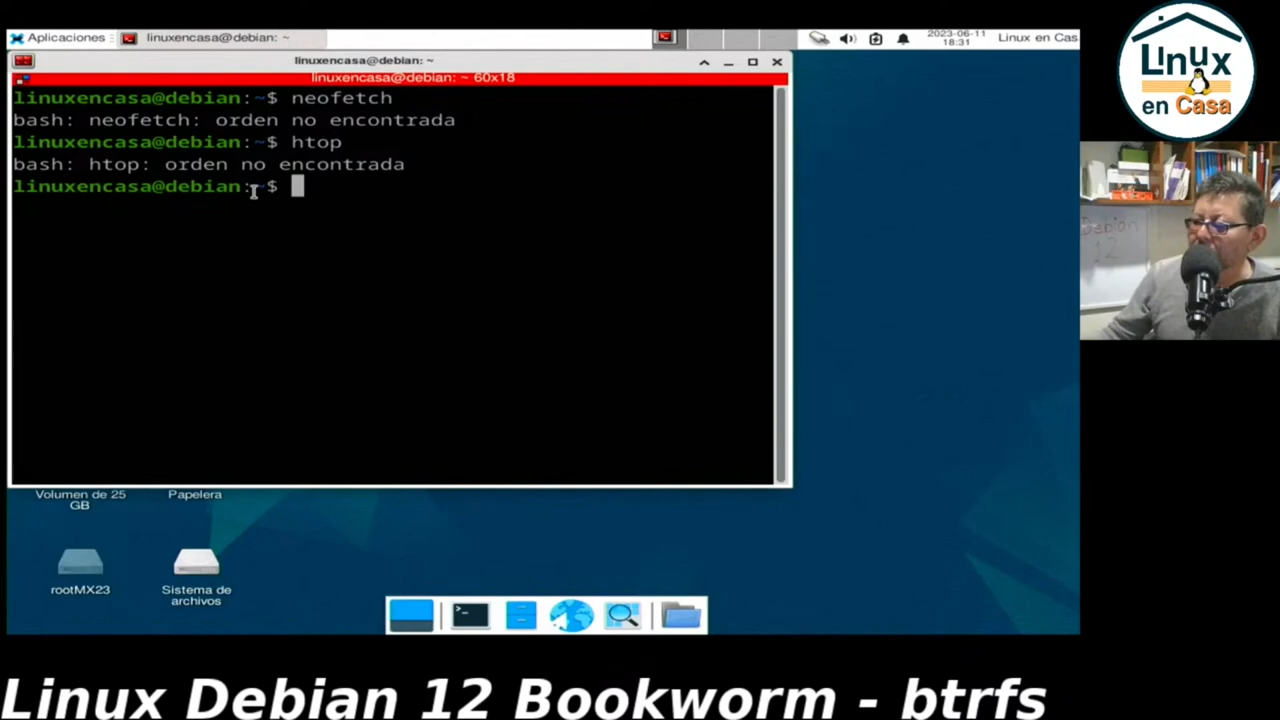 Aplicaciones
linuxencasa@debian: ~
2023-06-11
18:31
Linux en Cas
linuxencasa@debian: ~
linuxencasa@debian: ~ 60x18
linuxencasa@debian:~$ neofetch
bash: neofetch: orden no encontrada
linuxencasa@debian:~$ htop
bash: htop: orden no encontrada
linuxencasa@debian:~$
Volumen de 25
GB
Papelera
rootMX23
Sistema de
archivos
Linux
en Casa
Debian
12
Linux Debian 12 Bookworm - btrfs